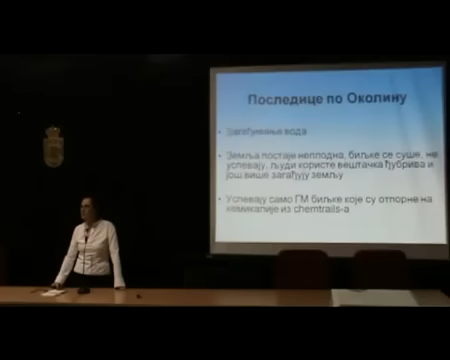 Последице по Околину
Загађивање вода
Земља постаје неплодна, биљке се суше, не
успевају, људи користе вештачка ђубрива и
још више загађују земљу
Успевају само ГМ биљке које су отпорне на
хемикалије из chemtrails-а